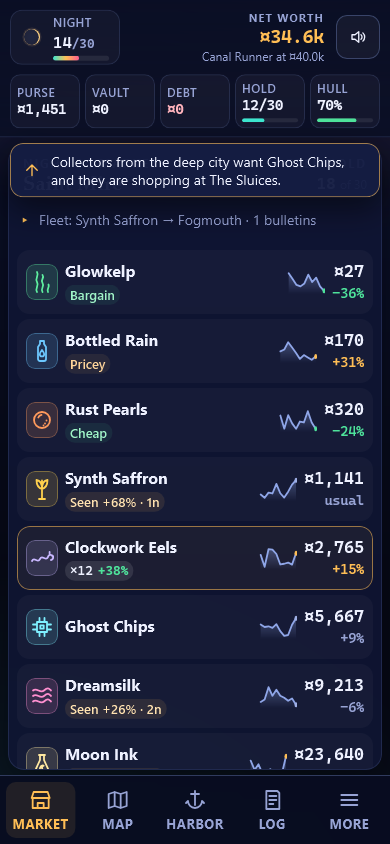 NIGHT
14/30
NET WORTH
¤34.6k
Canal Runner at ¤40.0k
PURSE
¤1,451
VAULT
¤0
DEBT
¤0
HOLD
12/30
HULL
70%
Collectors from the deep city want Ghost Chips,
and they are shopping at The Sluices.
Fleet: Synth Saffron → Fogmouth · 1 bulletins
Glowkelp
Bargain
¤27
−36%
Bottled Rain
Pricey
¤170
+31%
Rust Pearls
Cheap
¤320
−24%
Synth Saffron
Seen +68% · 1n
¤1,141
usual
Clockwork Eels
×12 +38%
¤2,765
+15%
Ghost Chips
¤5,667
+9%
Dreamsilk
Seen +26% · 2n
¤9,213
−6%
Moon Ink
¤23,640
MARKET
MAP
HARBOR
LOG
MORE